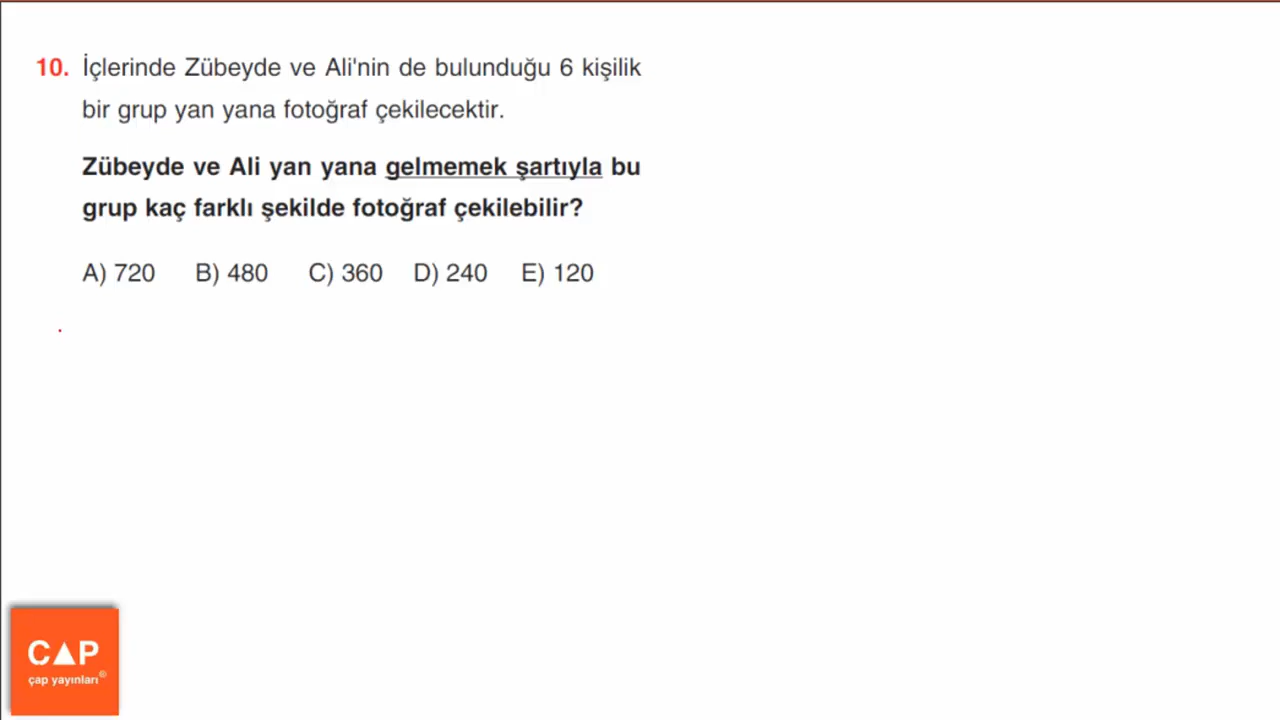 10. İçlerinde Zübeyde ve Ali'nin de bulunduğu 6 kişilik
bir grup yan yana fotoğraf çekilecektir.
Zübeyde ve Ali yan yana gelmemek şartıyla bu
grup kaç farklı şekilde fotoğraf çekilebilir?
A) 720 B) 480 C) 360 D) 240 E) 120
ÇAP
çap yayınları®